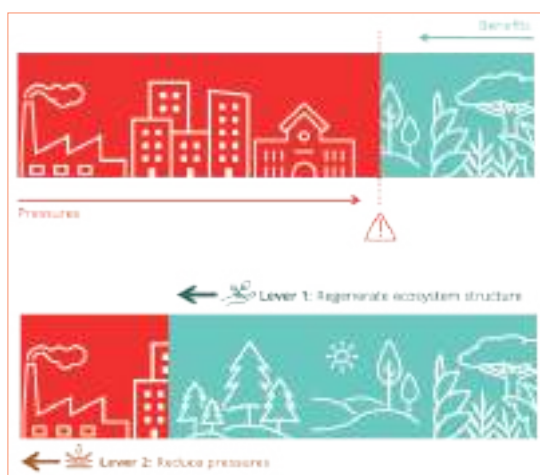 Benefits
Pressures
Lever 1: Regenerate ecosystem structure
Lever 2: Reduce pressures